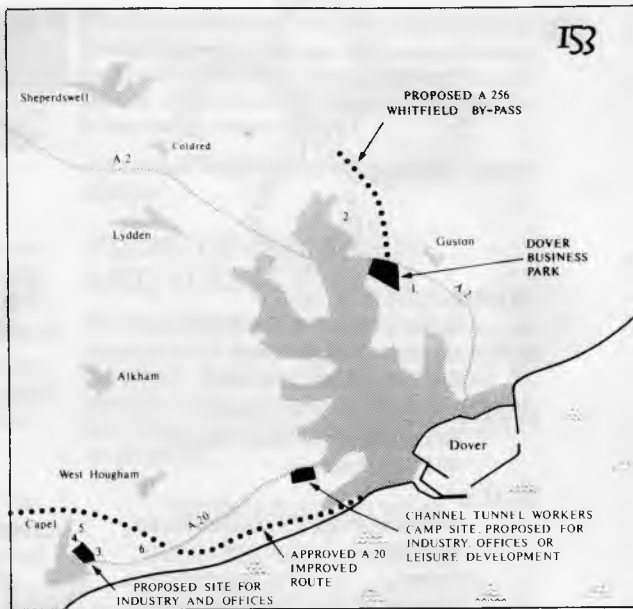 153
PROPOSED A 256
WHITFIELD BY-PASS
Sheperdswell
Coldred
A.2
Lydden
2.
Guston
DOVER
BUSINESS
PARK
1.
A.2
Alkham
Dover
West Hougham
A.20
Capel
5.
4.
3.
6.
CHANNEL TUNNEL WORKERS
CAMP SITE. PROPOSED FOR
INDUSTRY, OFFICES OR
LEISURE DEVELOPMENT
APPROVED A 20
IMPROVED
ROUTE
PROPOSED SITE FOR
INDUSTRY AND OFFICES